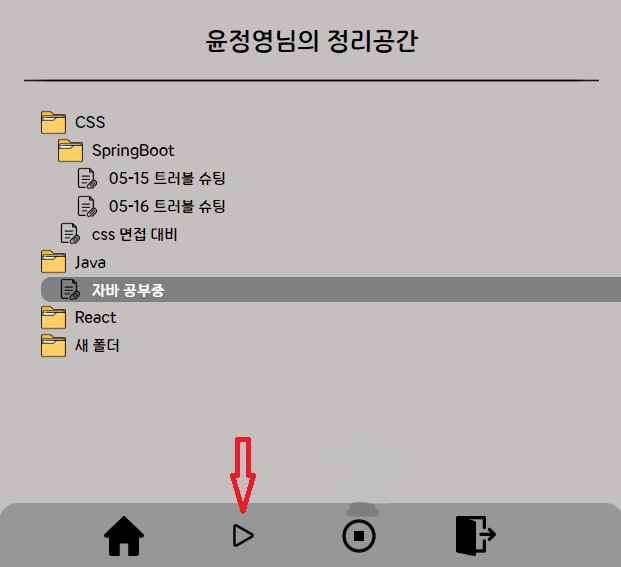 윤정영님의 정리공간
CSS
SpringBoot
05-15 트러블 슈팅
05-16 트러블 슈팅
css 면접 대비
Java
자바 공부중
React
새 폴더